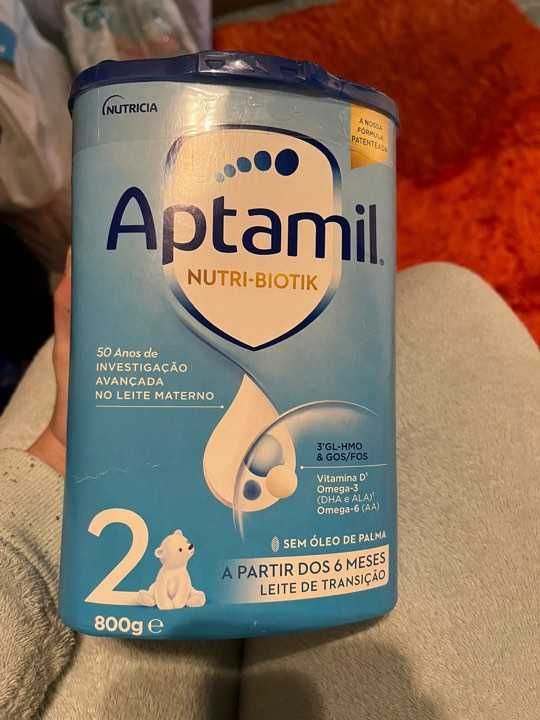 NUTRICIA
A NOSSA
FÓRMULA
PATENTEADA
Aptamil®
NUTRI-BIOTIK
50 Anos de
INVESTIGAÇÃO
AVANÇADA
NO LEITE MATERNO
3'GL-HMO
& GOS/FOS
Vitamina D¹
Omega-3
(DHA e ALA)¹
Omega-6 (AA)
SEM ÓLEO DE PALMA
2
A PARTIR DOS 6 MESES
LEITE DE TRANSIÇÃO
800g ℮